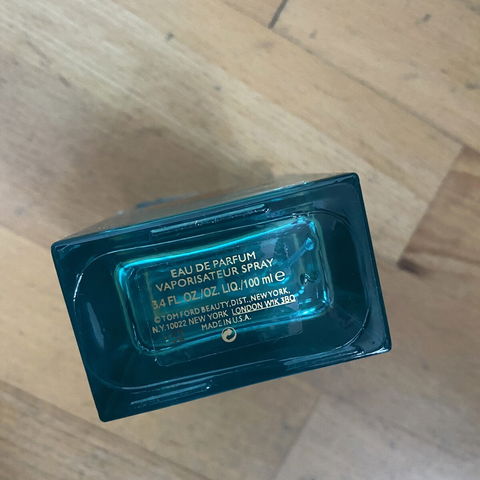 EAU DE PARFUM
VAPORISATEUR SPRAY
3.4 FL. OZ./OZ. LIQ./100 ml e
© TOM FORD BEAUTY, DIST. NEW YORK,
N.Y. 10022 NEW YORK, LONDON W1K 3BQ
MADE IN U.S.A.